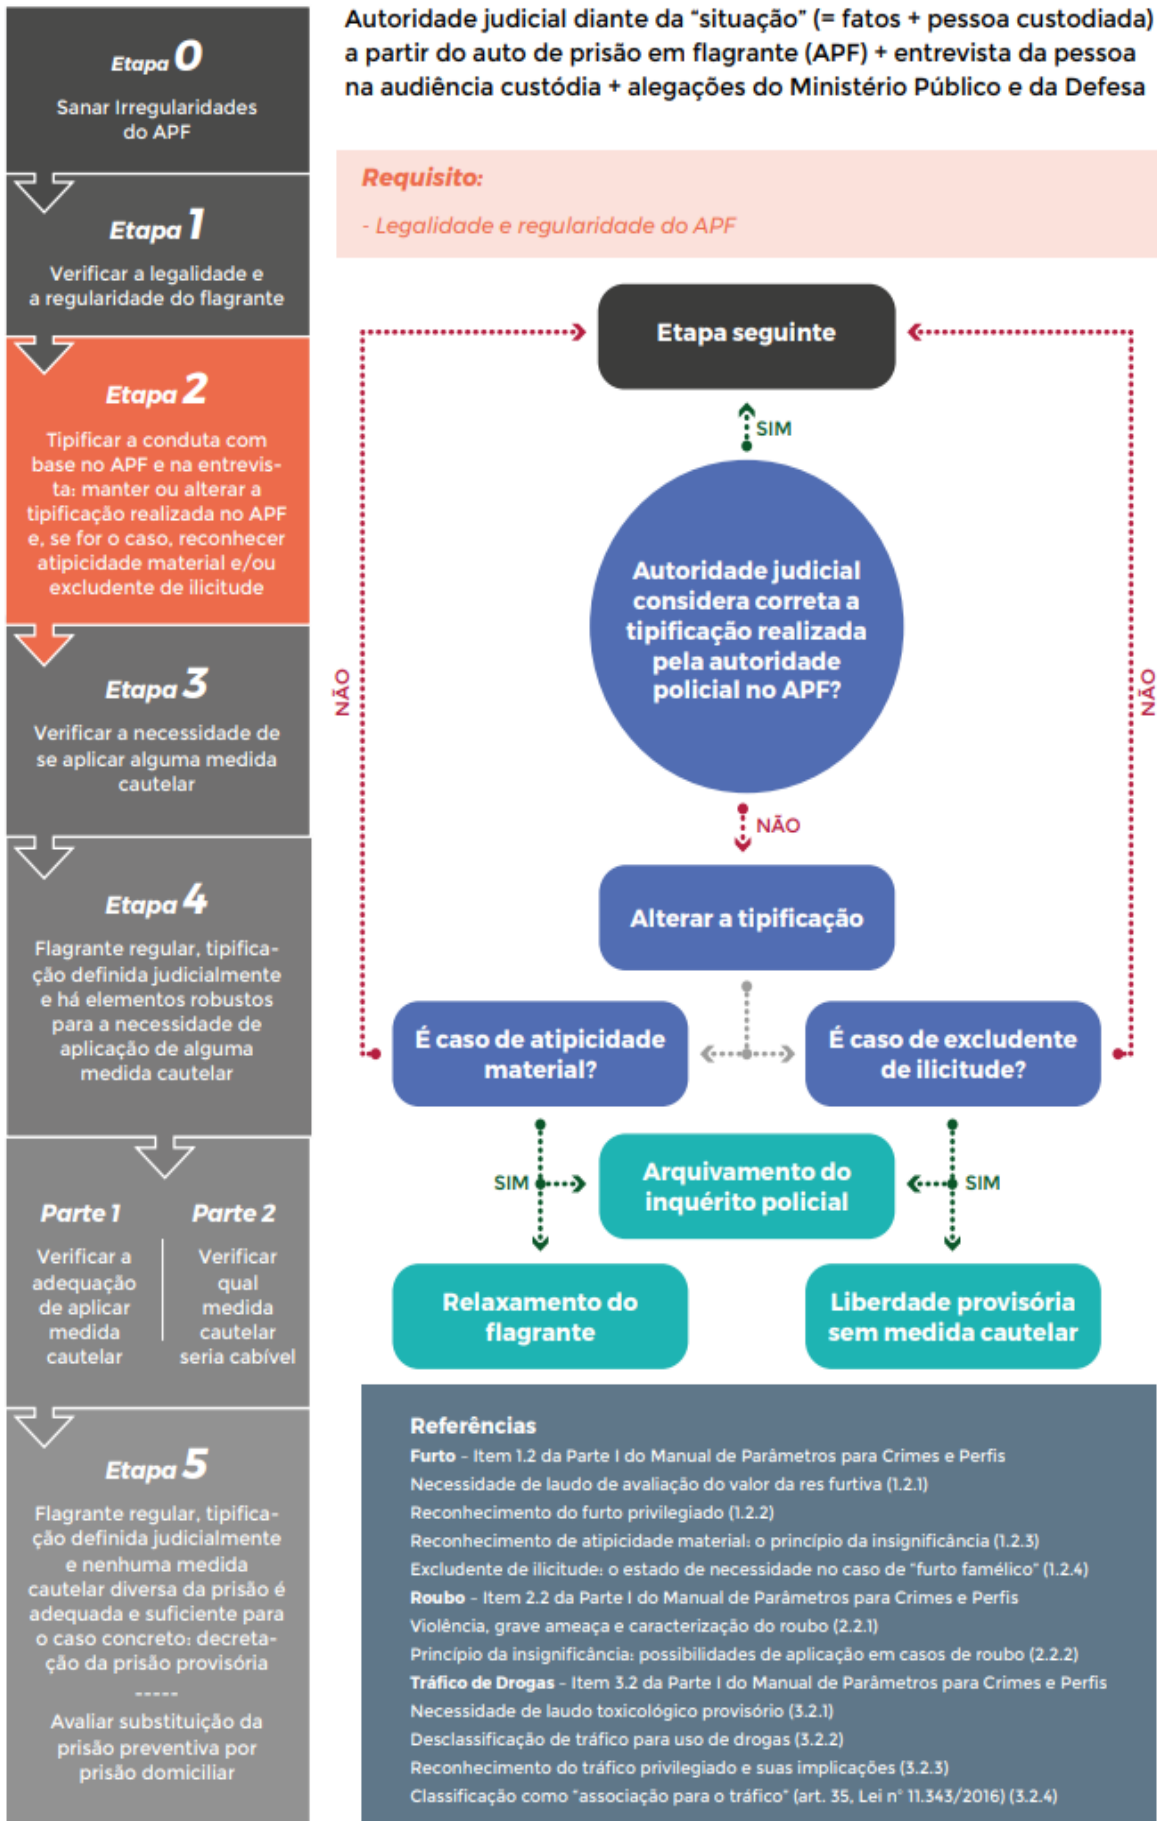 Etapa 0
Sanar Irregularidades
do APF
Etapa 1
Verificar a legalidade e
a regularidade do flagrante
Etapa 2
Tipificar a conduta com
base no APF e na entrevis-
ta: manter ou alterar a
tipificação realizada no APF
e, se for o caso, reconhecer
atipicidade material e/ou
excludente de ilicitude
Etapa 3
Verificar a necessidade de
se aplicar alguma medida
cautelar
Etapa 4
Flagrante regular, tipifica-
ção definida judicialmente
e há elementos robustos
para a necessidade de
aplicação de alguma
medida cautelar
Parte 1
Verificar a
adequação
de aplicar
medida
cautelar
Parte 2
Verificar
qual
medida
cautelar
seria cabível
Etapa 5
Flagrante regular, tipifica-
ção definida judicialmente
e nenhuma medida
cautelar diversa da prisão é
adequada e suficiente para
o caso concreto: decreta-
ção da prisão provisória
-----
Avaliar substituição da
prisão preventiva por
prisão domiciliar
Autoridade judicial diante da "situação" (= fatos + pessoa custodiada)
a partir do auto de prisão em flagrante (APF) + entrevista da pessoa
na audiência custódia + alegações do Ministério Público e da Defesa
Requisito:
- Legalidade e regularidade do APF
Etapa seguinte
SIM
Autoridade judicial
considera correta a
tipificação realizada
pela autoridade
policial no APF?
NÃO
NÃO
NÃO
Alterar a tipificação
É caso de atipicidade
material?
É caso de excludente
de ilicitude?
SIM
Arquivamento do
inquérito policial
SIM
Relaxamento do
flagrante
Liberdade provisória
sem medida cautelar
Referências
Furto – Item 1.2 da Parte I do Manual de Parâmetros para Crimes e Perfis
Necessidade de laudo de avaliação do valor da res furtiva (1.2.1)
Reconhecimento do furto privilegiado (1.2.2)
Reconhecimento de atipicidade material: o princípio da insignificância (1.2.3)
Excludente de ilicitude: o estado de necessidade no caso de "furto famélico" (1.2.4)
Roubo – Item 2.2 da Parte I do Manual de Parâmetros para Crimes e Perfis
Violência, grave ameaça e caracterização do roubo (2.2.1)
Princípio da insignificância: possibilidades de aplicação em casos de roubo (2.2.2)
Tráfico de Drogas – Item 3.2 da Parte I do Manual de Parâmetros para Crimes e Perfis
Necessidade de laudo toxicológico provisório (3.2.1)
Desclassificação de tráfico para uso de drogas (3.2.2)
Reconhecimento do tráfico privilegiado e suas implicações (3.2.3)
Classificação como "associação para o tráfico" (art. 35, Lei n° 11.343/2016) (3.2.4)